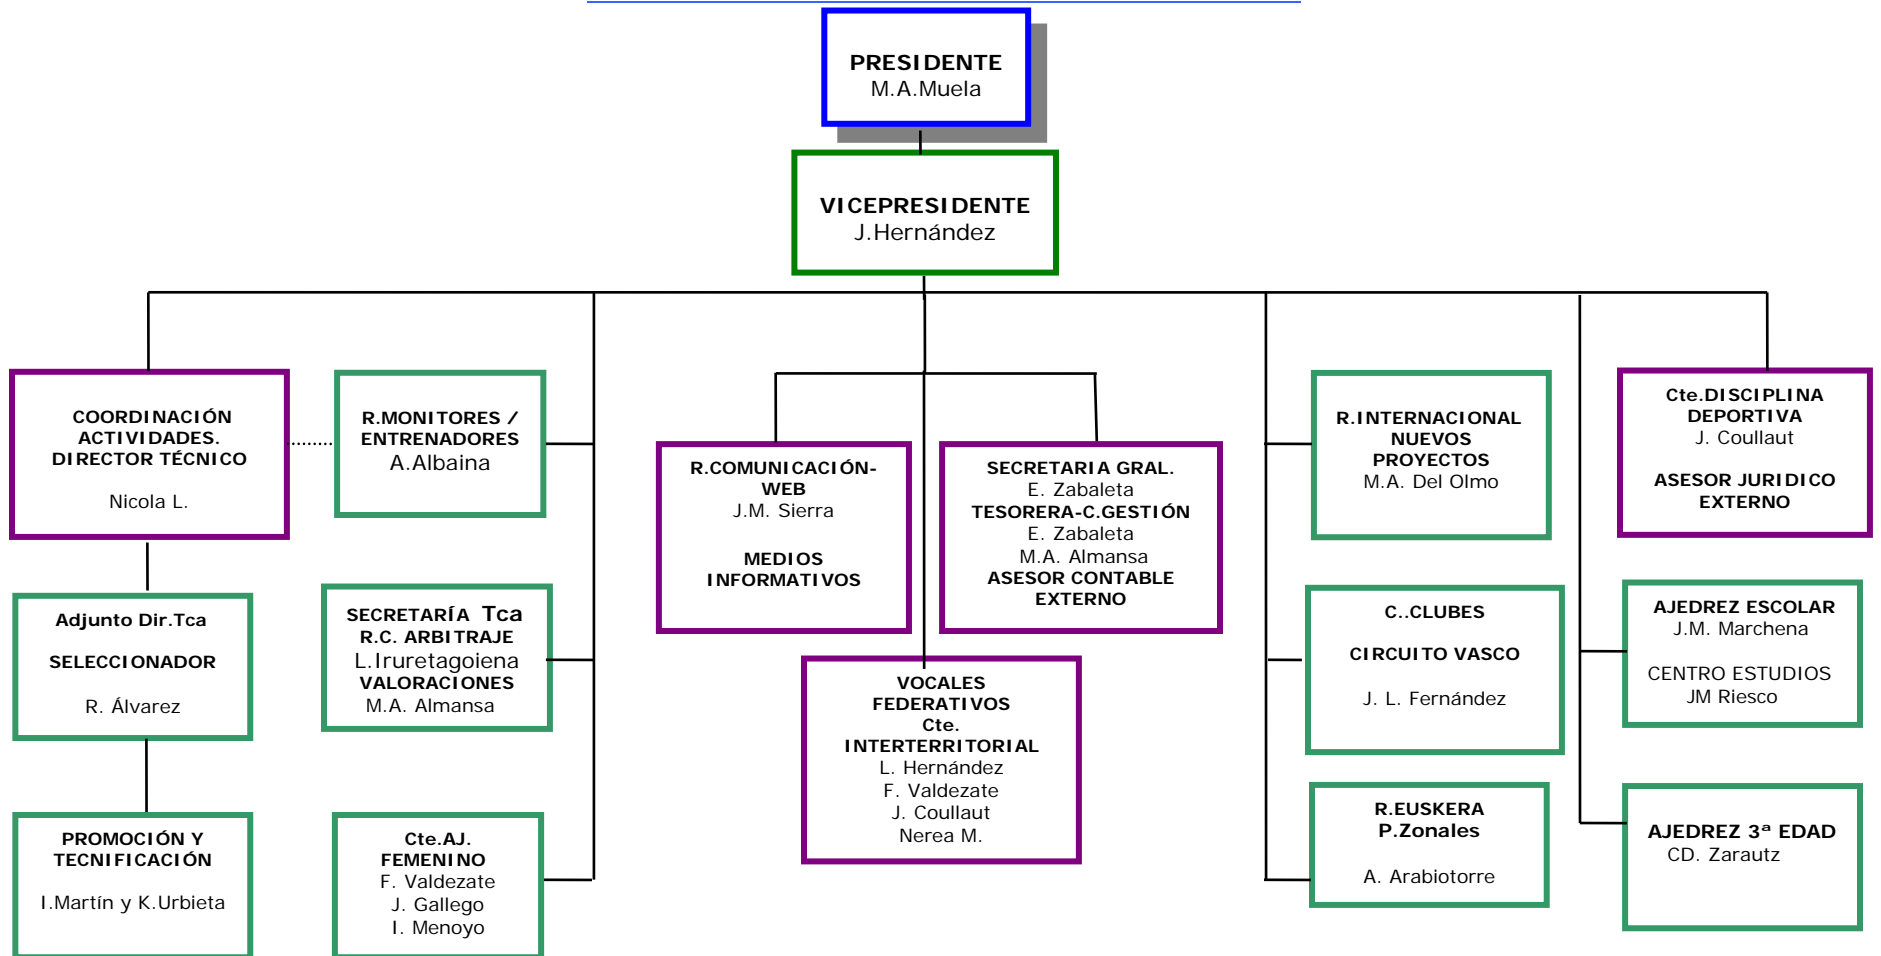 PRESIDENTE
M.A.Muela
VICEPRESIDENTE
J.Hernández
COORDINACIÓN
ACTIVIDADES.
DIRECTOR TÉCNICO
Nicola L.
R.MONITORES /
ENTRENADORES
A.Albaina
R.COMUNICACIÓN-
WEB
J.M. Sierra
MEDIOS
INFORMATIVOS
SECRETARIA GRAL.
E. Zabaleta
TESORERA-C.GESTIÓN
E. Zabaleta
M.A. Almansa
ASESOR CONTABLE
EXTERNO
R.INTERNACIONAL
NUEVOS
PROYECTOS
M.A. Del Olmo
Cte.DISCIPLINA
DEPORTIVA
J. Coullaut
ASESOR JURIDICO
EXTERNO
Adjunto Dir.Tca
SELECCIONADOR
R. Álvarez
SECRETARÍA Tca
R.C. ARBITRAJE
L.Iruretagoiena
VALORACIONES
M.A. Almansa
VOCALES
FEDERATIVOS
Cte.
INTERTERRITORIAL
L. Hernández
F. Valdezate
J. Coullaut
Nerea M.
C..CLUBES
CIRCUITO VASCO
J. L. Fernández
AJEDREZ ESCOLAR
J.M. Marchena
CENTRO ESTUDIOS
JM Riesco
PROMOCIÓN Y
TECNIFICACIÓN
I.Martín y K.Urbieta
Cte.AJ.
FEMENINO
F. Valdezate
J. Gallego
I. Menoyo
R.EUSKERA
P.Zonales
A. Arabiotorre
AJEDREZ 3ª EDAD
CD. Zarautz